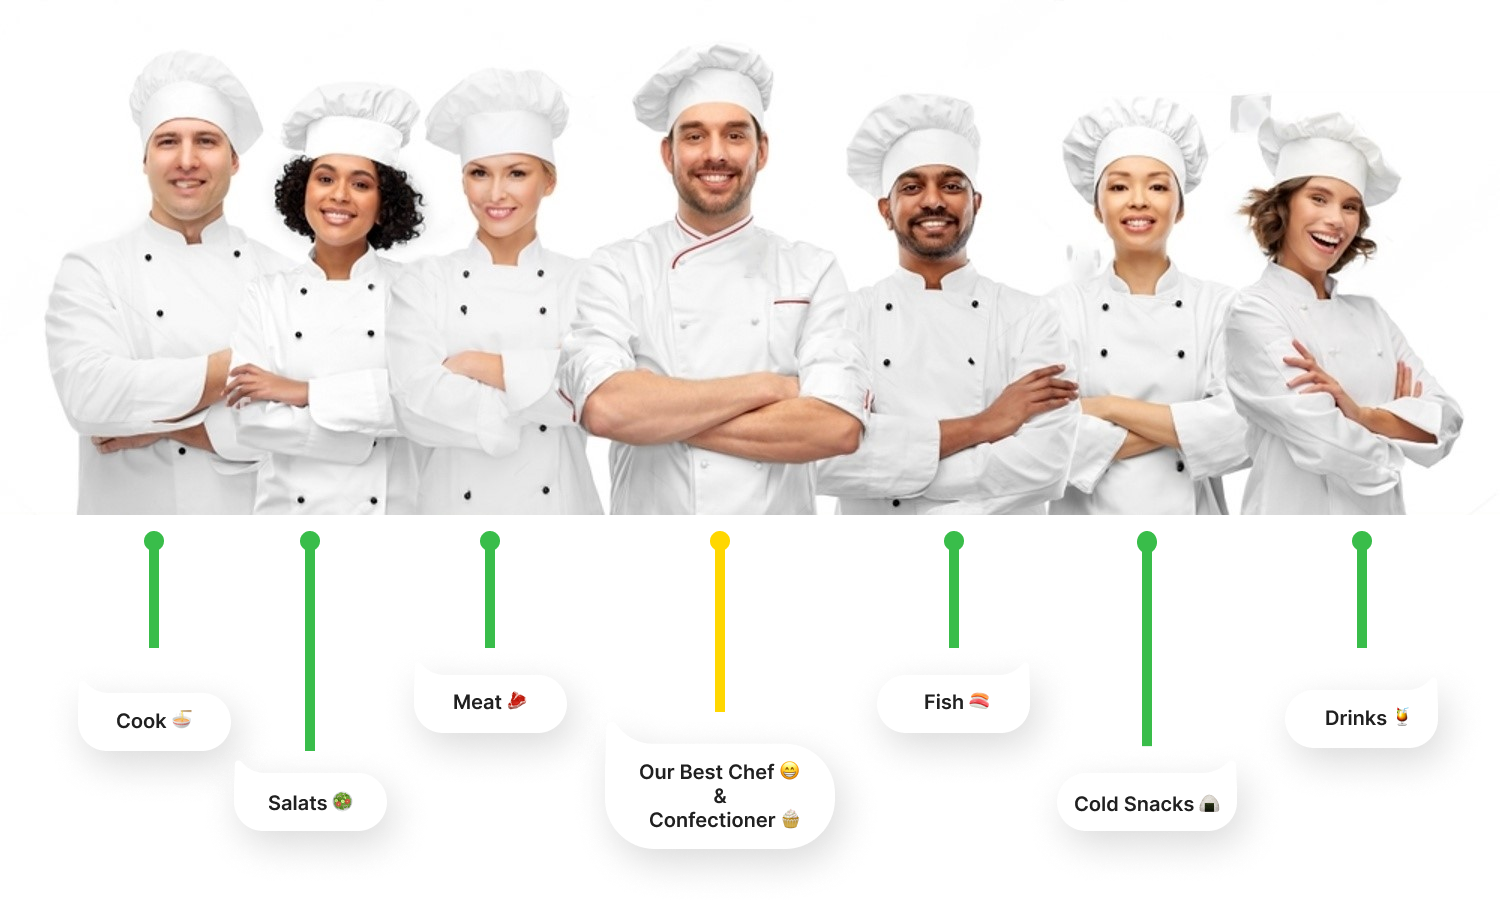 Cook 🍜
Salats 🥗
Meat 🥩
Our Best Chef 😁
&
Confectioner 🧁
Fish 🍣
Cold Snacks 🍙
Drinks 🍹